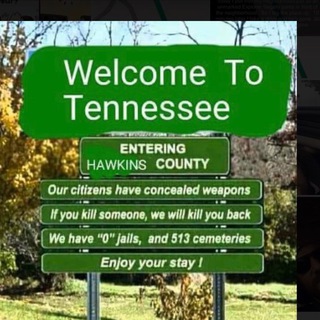 Welcome To
Tennessee
ENTERING
HAWKINS COUNTY
Our citizens have concealed weapons
If you kill someone, we will kill you back
We have "0" jails, and 513 cemeteries
Enjoy your stay !